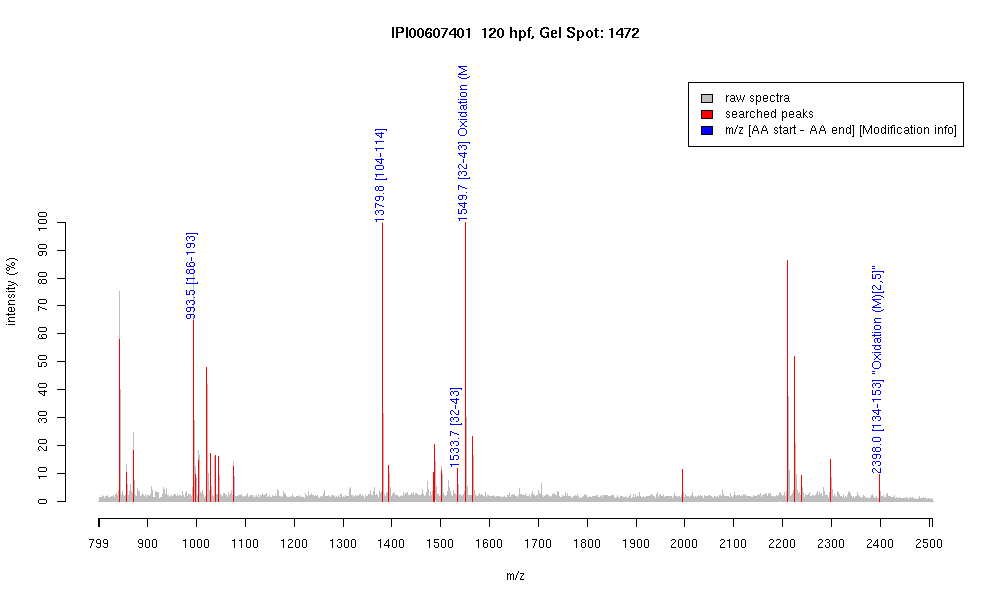 IPI00607401 120 hpf, Gel Spot: 1472
raw spectra
searched peaks
m/z [AA start - AA end] [Modification info]
993.5 [186-193]
1379.8 [104-114]
1533.7 [32-43]
1549.7 [32-43] Oxidation (M
2398.0 [134-153] "Oxidation (M)[2,5]"
intensity (%)
100
90
80
70
60
50
40
30
20
10
0
799 900 1000 1100 1200 1300 1400 1500 1600 1700 1800 1900 2000 2100 2200 2300 2400 2500
m/z